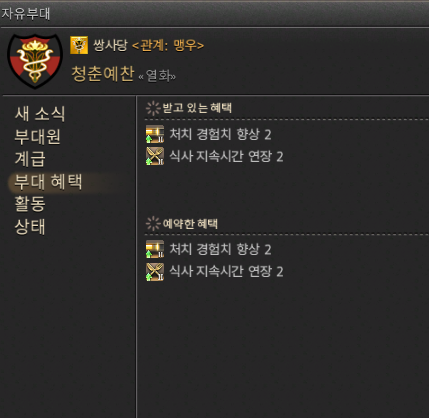 자유부대
쌍사당 <관계: 맹우>
청춘예찬 «열화»
새 소식
부대원
계급
부대 혜택
활동
상태
받고 있는 혜택
처치 경험치 향상 2
식사 지속시간 연장 2
예약한 혜택
처치 경험치 향상 2
식사 지속시간 연장 2